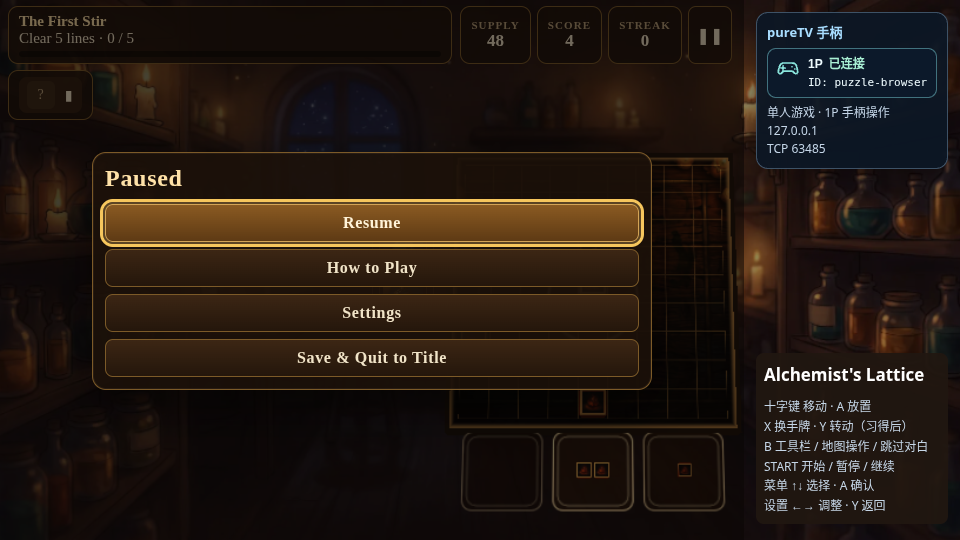 The First Stir
Clear 5 lines · 0 / 5
SUPPLY
48
SCORE
4
STREAK
0
?
Paused
Resume
How to Play
Settings
Save & Quit to Title
pureTV 手柄
1P 已连接
ID: puzzle-browser
单人游戏 · 1P 手柄操作
127.0.0.1
TCP 63485
Alchemist's Lattice
十字键 移动 · A 放置
X 换手牌 · Y 转动（习得后）
B 工具栏 / 地图操作 / 跳过对白
START 开始 / 暂停 / 继续
菜单 ↑↓ 选择 · A 确认
设置 ←→ 调整 · Y 返回